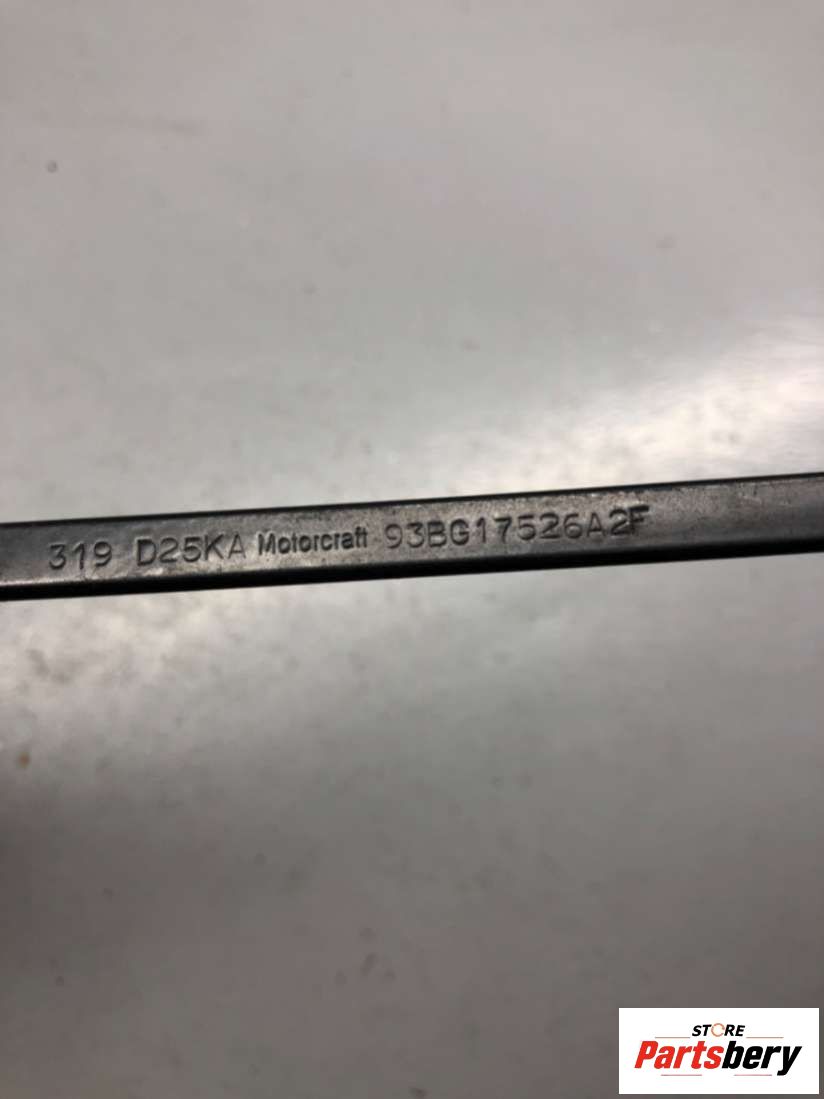 319 D25KA Motorcraft 93BG17526A2F
STORE
Partsbery